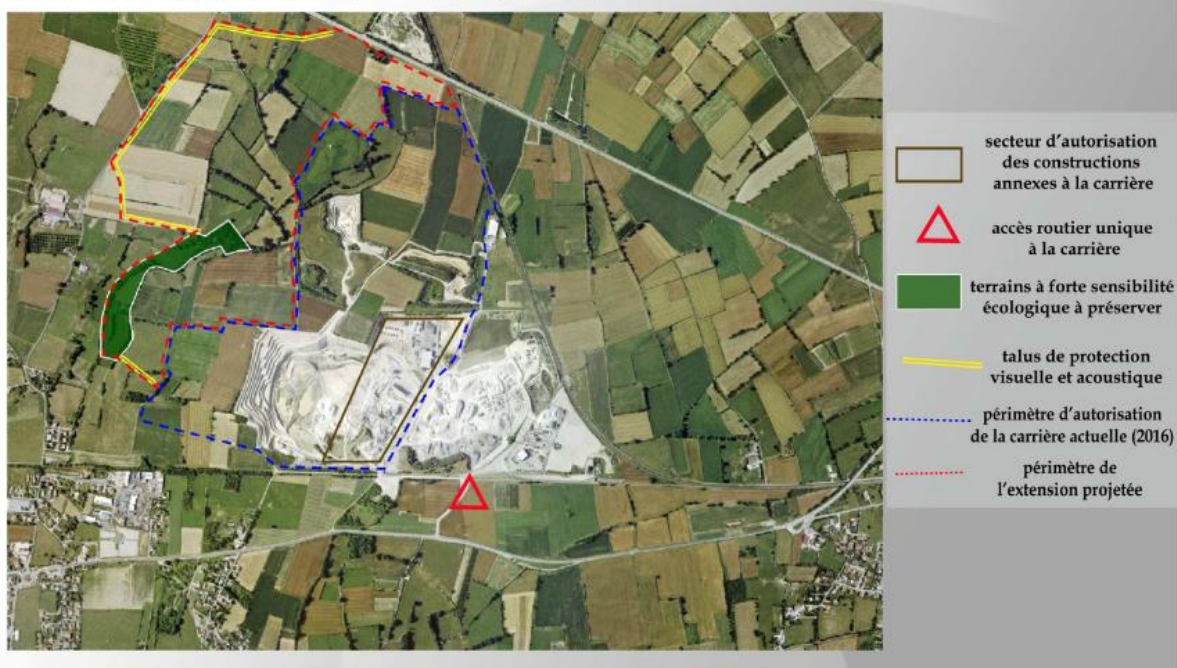 secteur d'autorisation
des constructions
annexes à la carrière
accès routier unique
à la carrière
terrains à forte sensibilité
écologique à préserver
talus de protection
visuelle et acoustique
périmètre d'autorisation
de la carrière actuelle (2016)
périmètre de
l'extension projetée